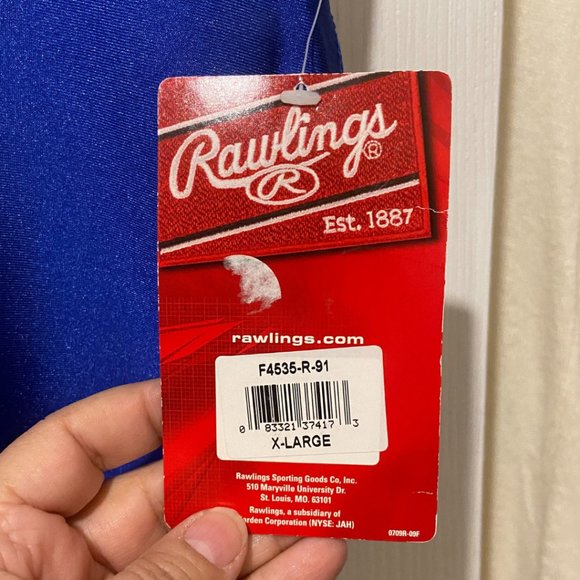 Rawlings®
R
Est. 1887
rawlings.com
F4535-R-91
0 83321 37417 3
X-LARGE
Rawlings Sporting Goods Co, Inc.
510 Maryville University Dr.
St. Louis, MO. 63101
Rawlings, a subsidiary of
Corporation (NYSE: JAH)
0709R-09F